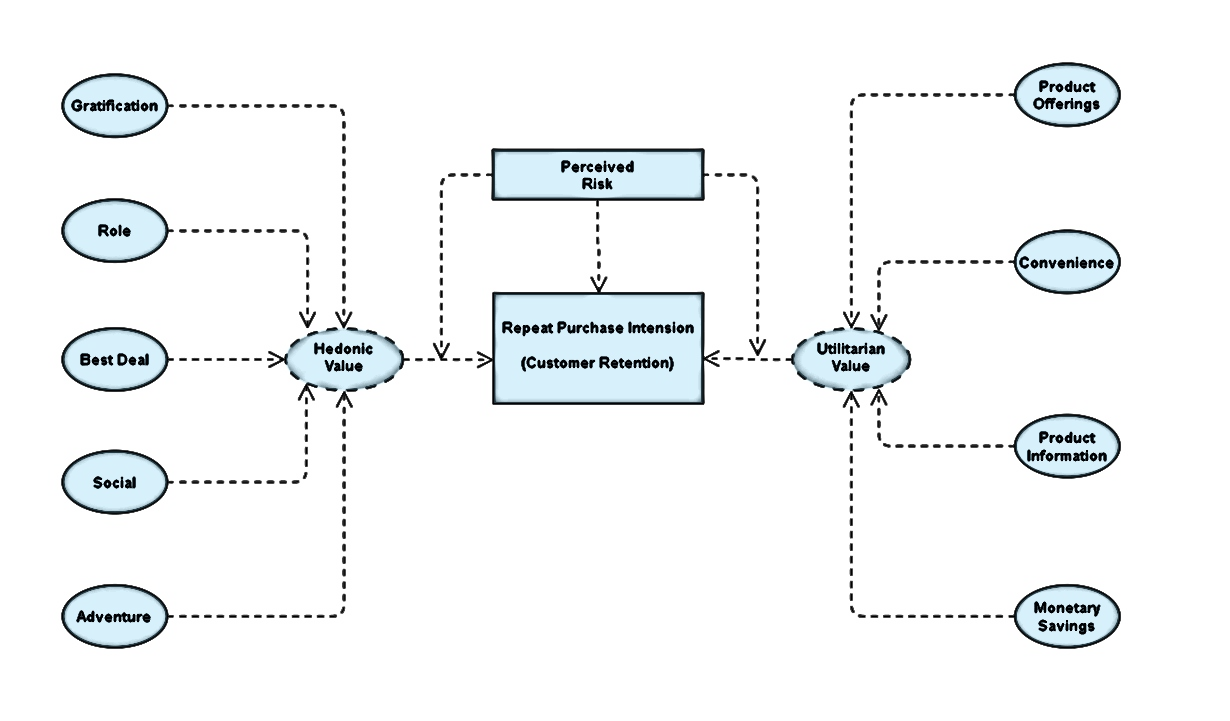 Gratification
Role
Best Deal
Social
Adventure
Hedonic
Value
Perceived
Risk
Repeat Purchase Intension
(Customer Retention)
Utilitarian
Value
Product
Offerings
Convenience
Product
Information
Monetary
Savings